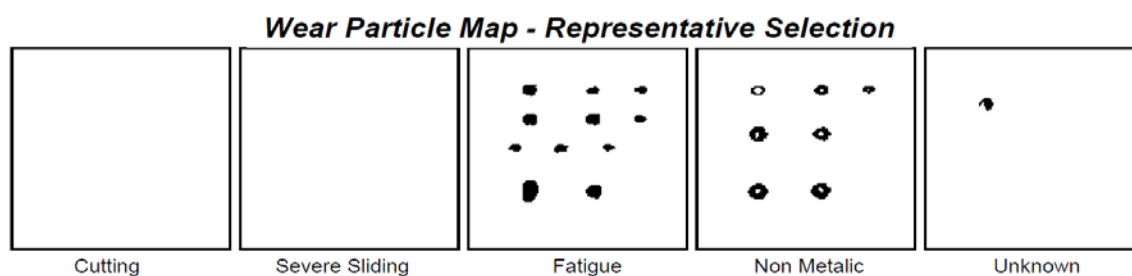 Wear Particle Map - Representative Selection
Cutting Severe Sliding Fatigue Non Metalic Unknown